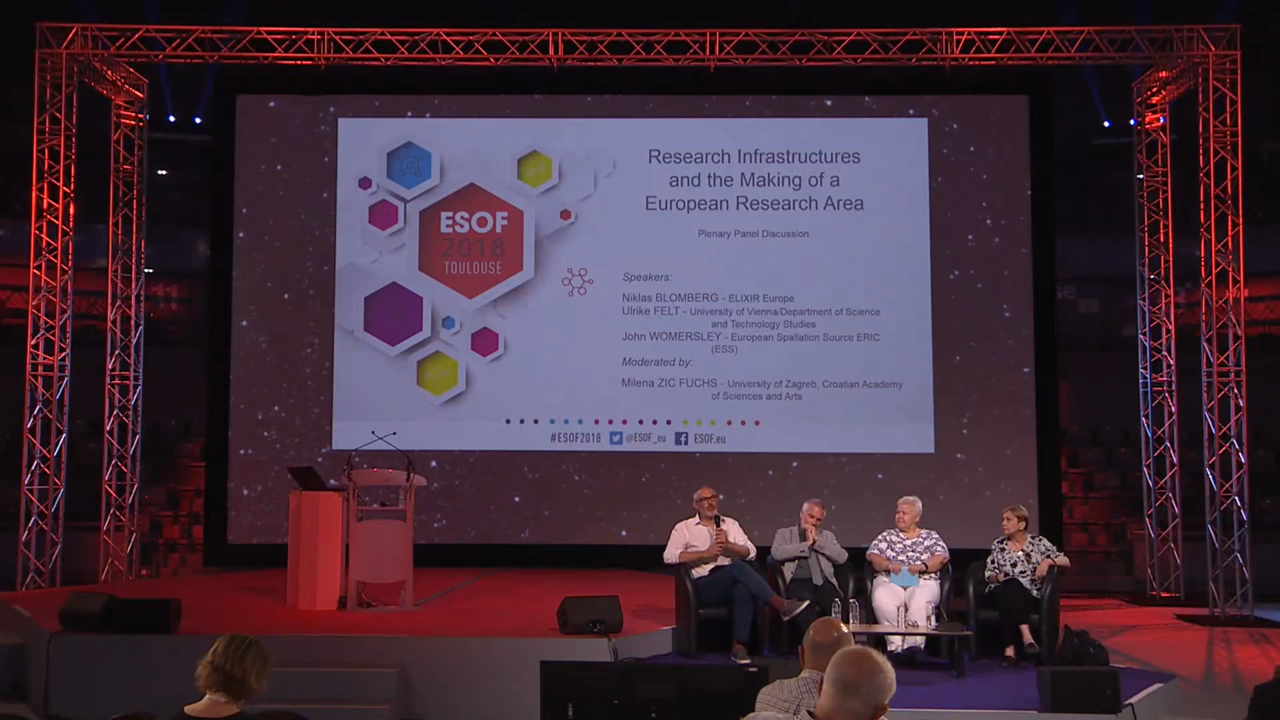 ESOF
2018
TOULOUSE
Research Infrastructures
and the Making of a
European Research Area
Plenary Panel Discussion
Speakers:
Niklas BLOMBERG - ELIXIR Europe
Ulrike FELT - University of Vienna/Department of Science
and Technology Studies
John WOMERSLEY - European Spallation Source ERIC
(ESS)
Moderated by:
Milena ZIC FUCHS - University of Zagreb, Croatian Academy
of Sciences and Arts
#ESOF2018 @ESOF_eu ESOF.eu